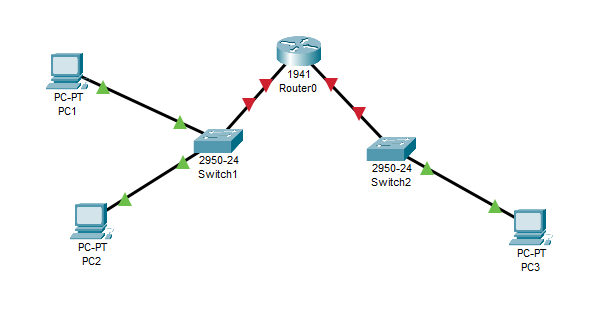 1941
Router0
PC-PT
PC1
2950-24
Switch1
2950-24
Switch2
PC-PT
PC2
PC-PT
PC3